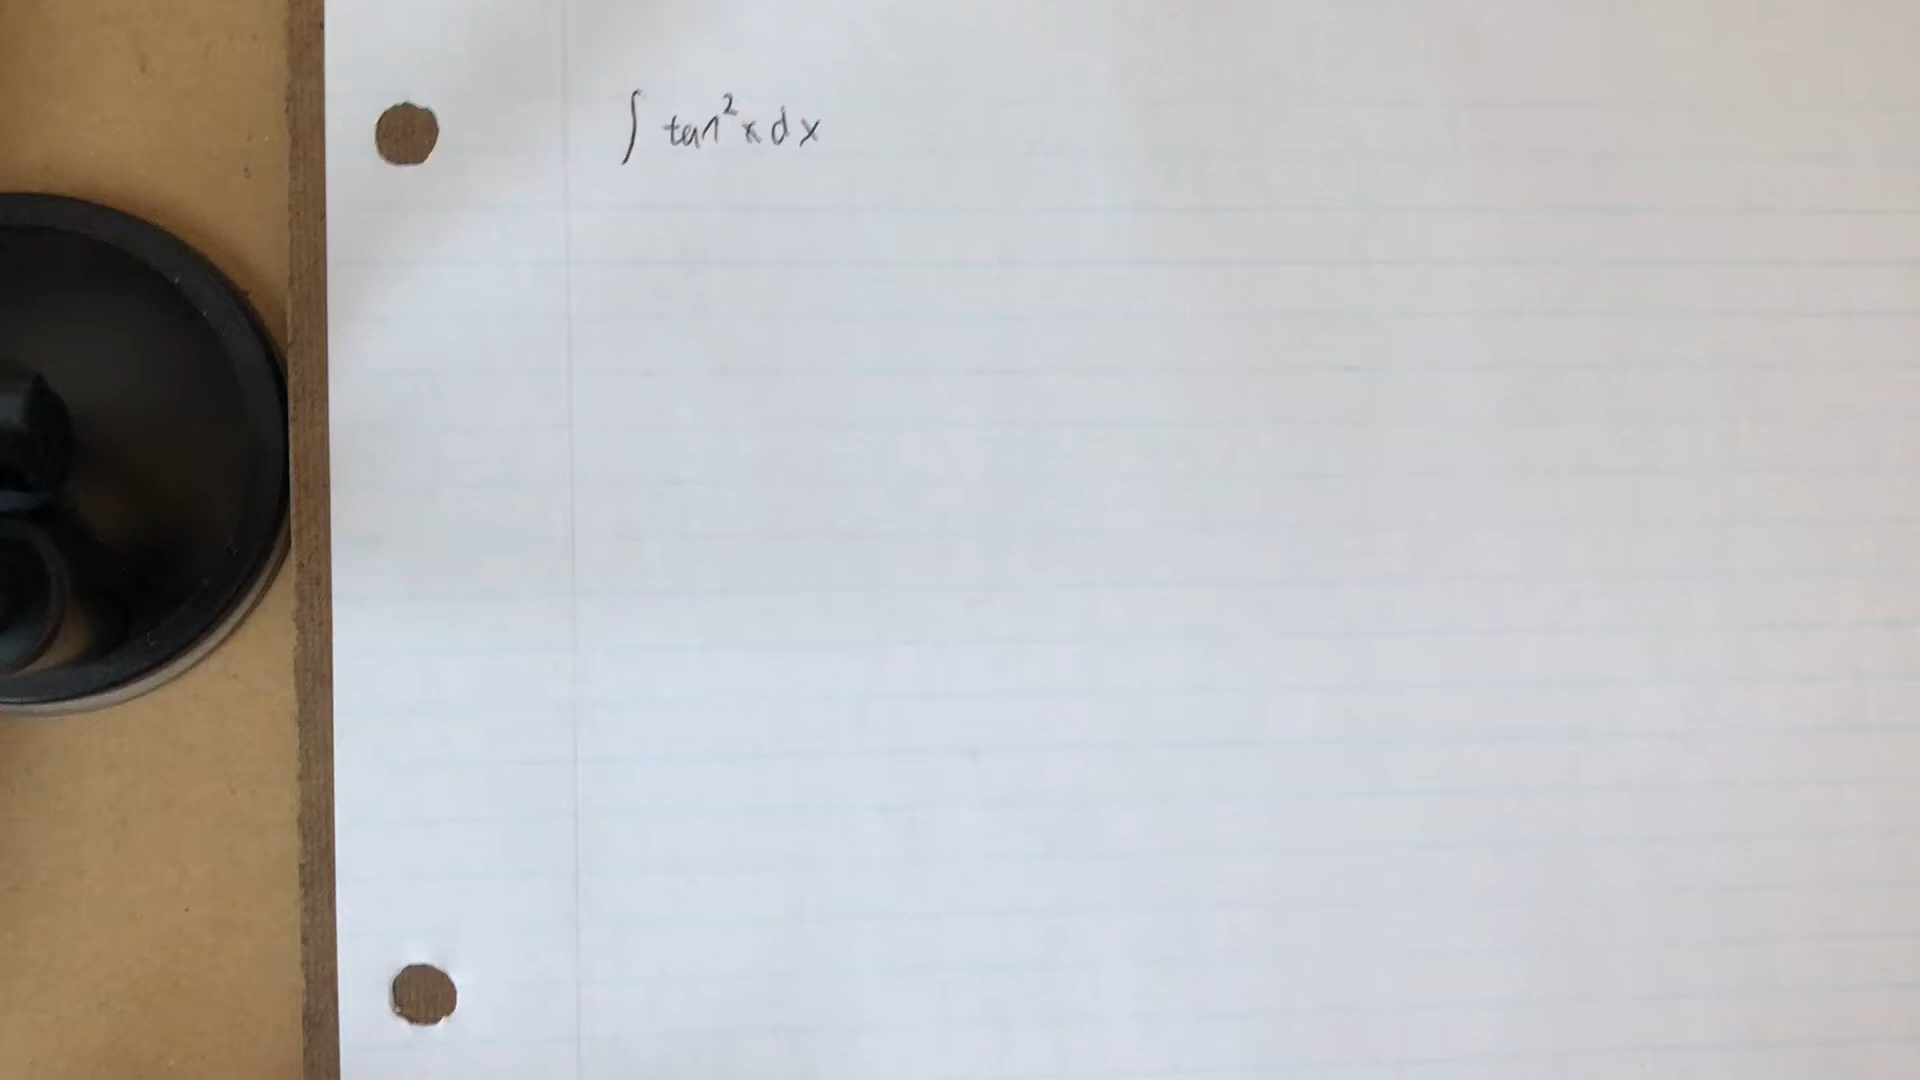 ∫ tan²x dx